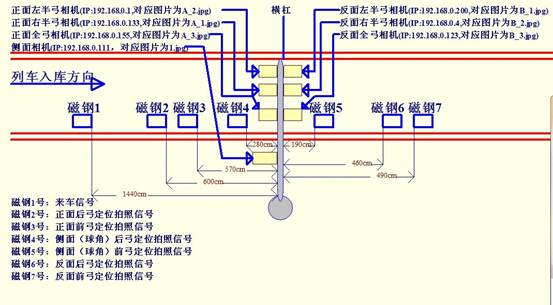 正面左半弓相机(IP:192.168.0.1,对应图片为A_2.jpg)
正面右半弓相机(IP:192.168.0.133,对应图片为A_1.jpg)
正面全弓相机(IP:192.168.0.155,对应图片为A_3.jpg)
侧面相机(IP:192.168.0.111，对应图片为1.jpg)
横杠
反面右半弓相机(IP:192.168.0.200,对应图片为B_1.jpg)
反面左半弓相机(IP:192.168.0.4,对应图片为B_2.jpg)
反面全弓相机(IP:192.168.0.123,对应图片为B_3.jpg)
列车入库方向
磁钢1 磁钢2 磁钢3 磁钢4 磁钢5 磁钢6 磁钢7
280cm 190cm
570cm 460cm
600cm 490cm
1440cm
磁钢1号：来车信号
磁钢2号：正面后弓定位拍照信号
磁钢3号：正面前弓定位拍照信号
磁钢4号：侧面（球角）后弓定位拍照信号
磁钢5号：侧面（球角）前弓定位拍照信号
磁钢6号：反面后弓定位拍照信号
磁钢7号：反面前弓定位拍照信号